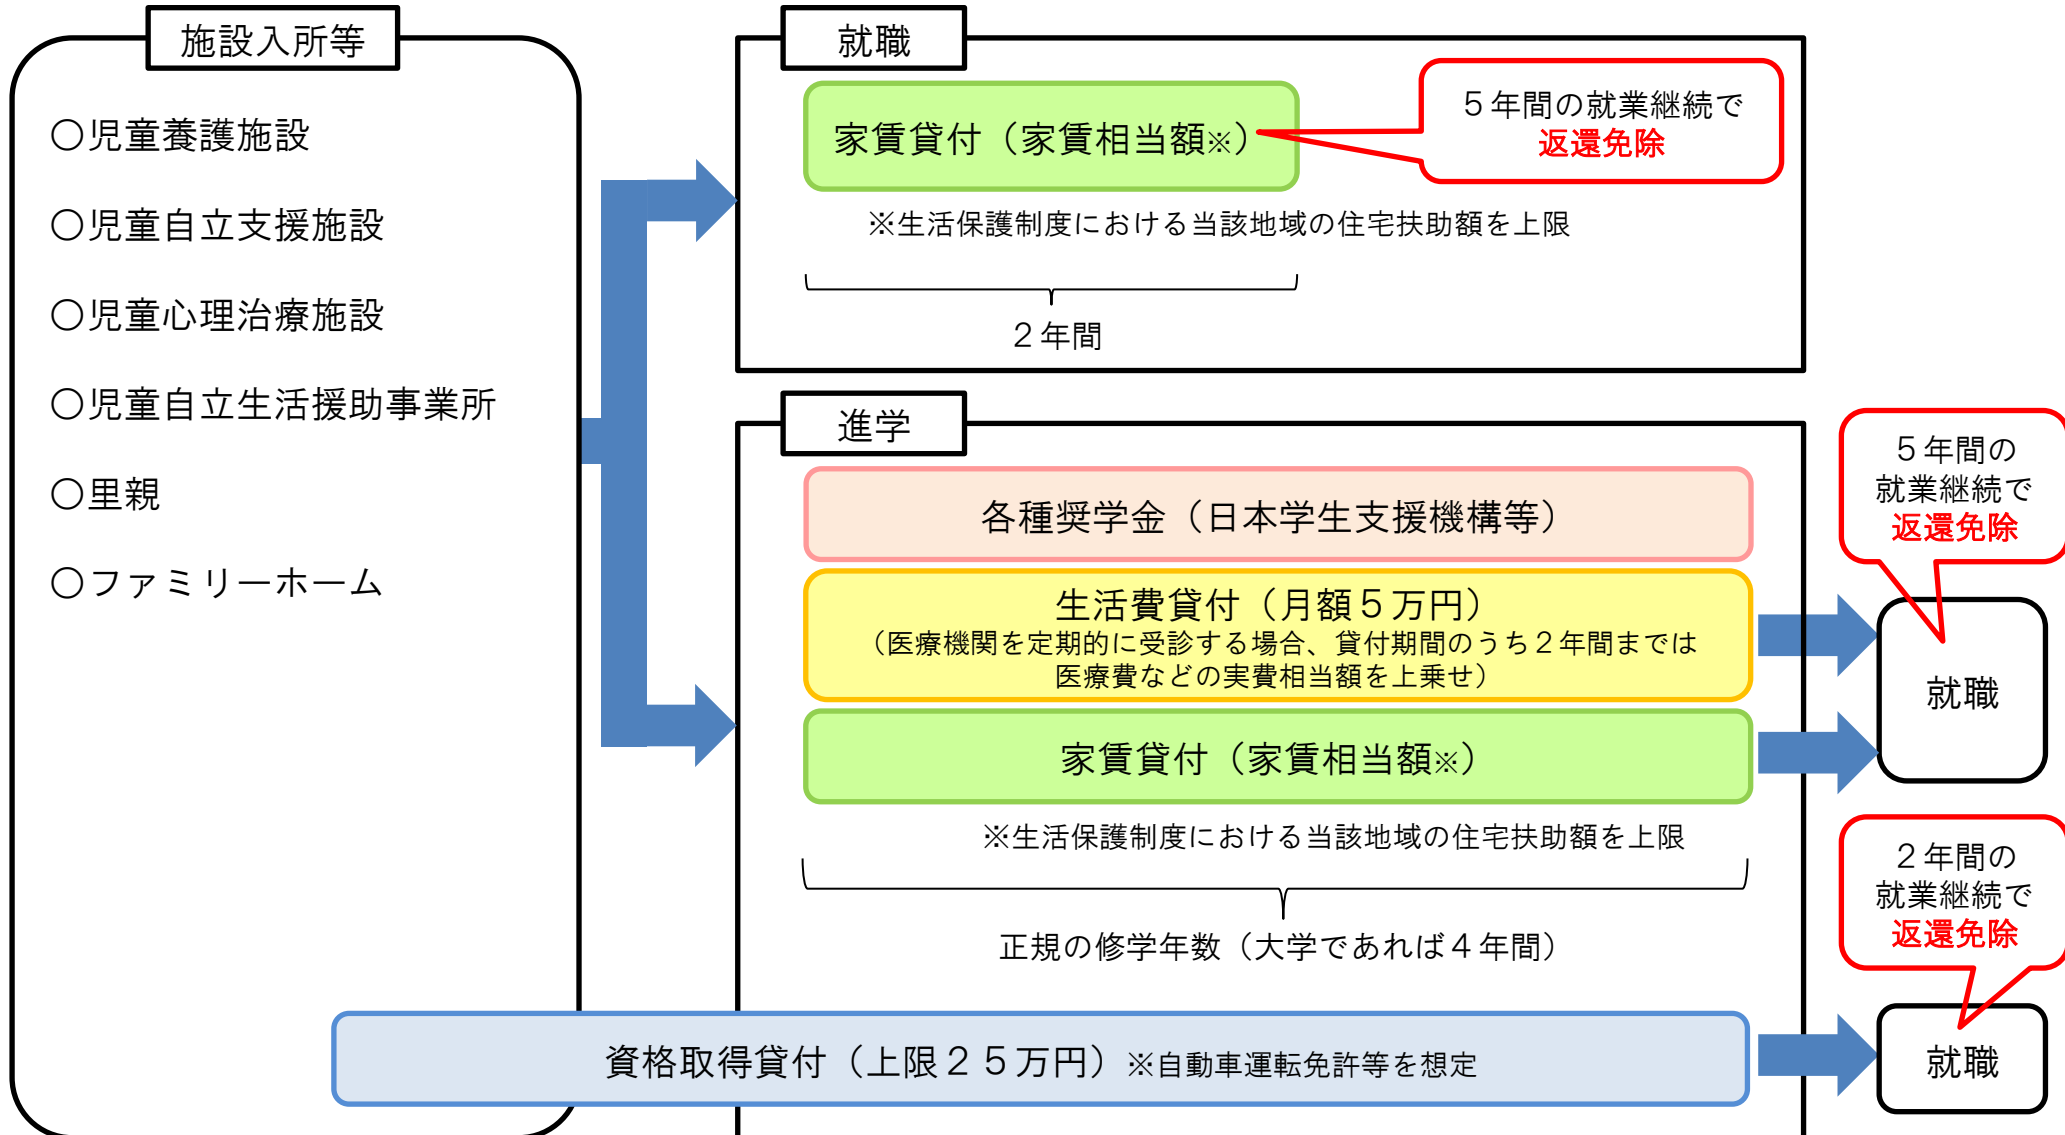 施設入所等
〇児童養護施設
〇児童自立支援施設
〇児童心理治療施設
〇児童自立生活援助事業所
〇里親
〇ファミリーホーム
就職
家賃貸付（家賃相当額※）
５年間の就業継続で
返還免除
※生活保護制度における当該地域の住宅扶助額を上限
２年間
進学
各種奨学金（日本学生支援機構等）
生活費貸付（月額５万円）
（医療機関を定期的に受診する場合、貸付期間のうち２年間までは
医療費などの実費相当額を上乗せ）
家賃貸付（家賃相当額※）
※生活保護制度における当該地域の住宅扶助額を上限
正規の修学年数（大学であれば４年間）
５年間の
就業継続で
返還免除
就職
資格取得貸付（上限２５万円）※自動車運転免許等を想定
２年間の
就業継続で
返還免除
就職